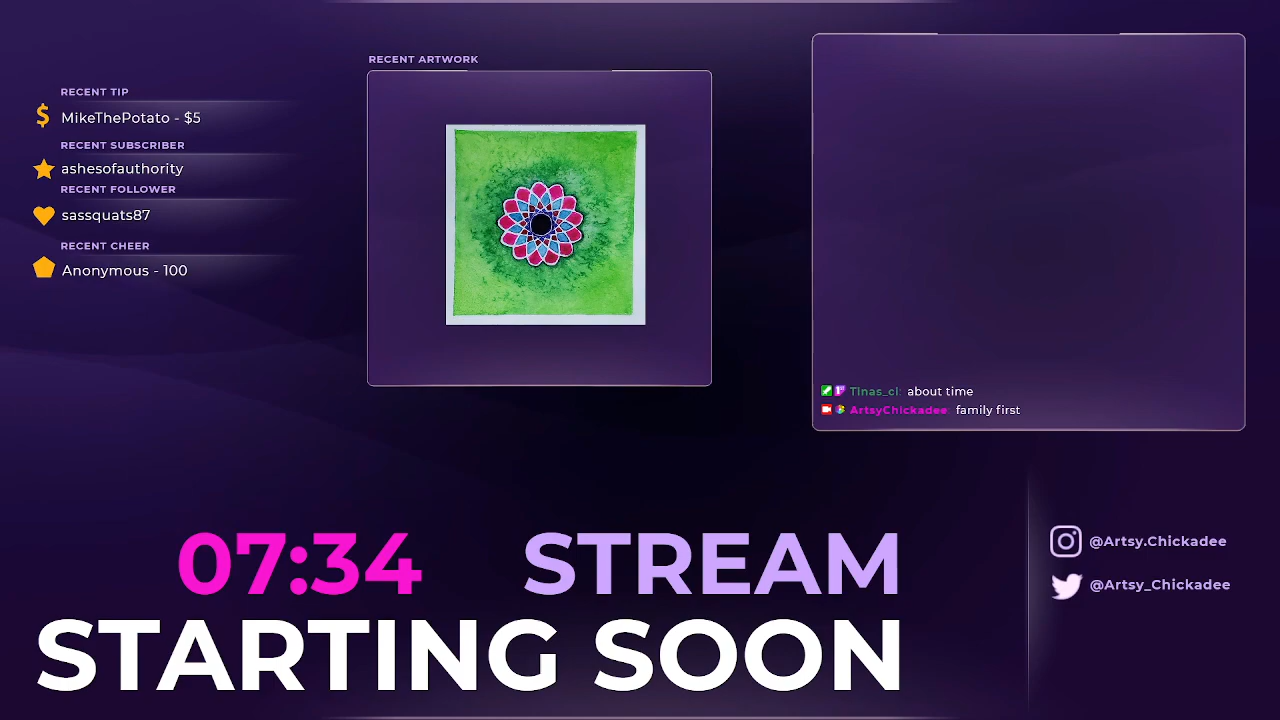 RECENT TIP
MikeThePotato - $5
RECENT SUBSCRIBER
ashesofauthority
RECENT FOLLOWER
sassquats87
RECENT CHEER
Anonymous - 100
RECENT ARTWORK
Tinas_cl: about time
ArtsyChickadee: family first
07:34 STREAM
STARTING SOON
@Artsy.Chickadee
@Artsy_Chickadee